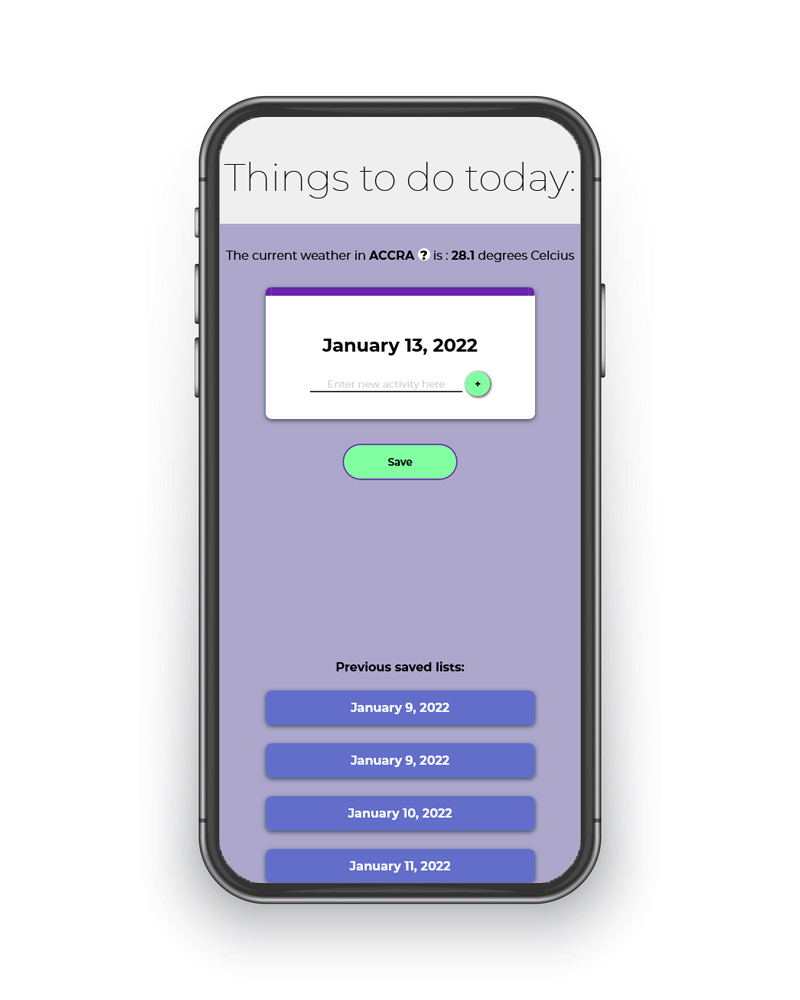 Things to do today:
The current weather in ACCRA ? is : 28.1 degrees Celcius
January 13, 2022
Enter new activity here +
Save
Previous saved lists:
January 9, 2022
January 9, 2022
January 10, 2022
January 11, 2022